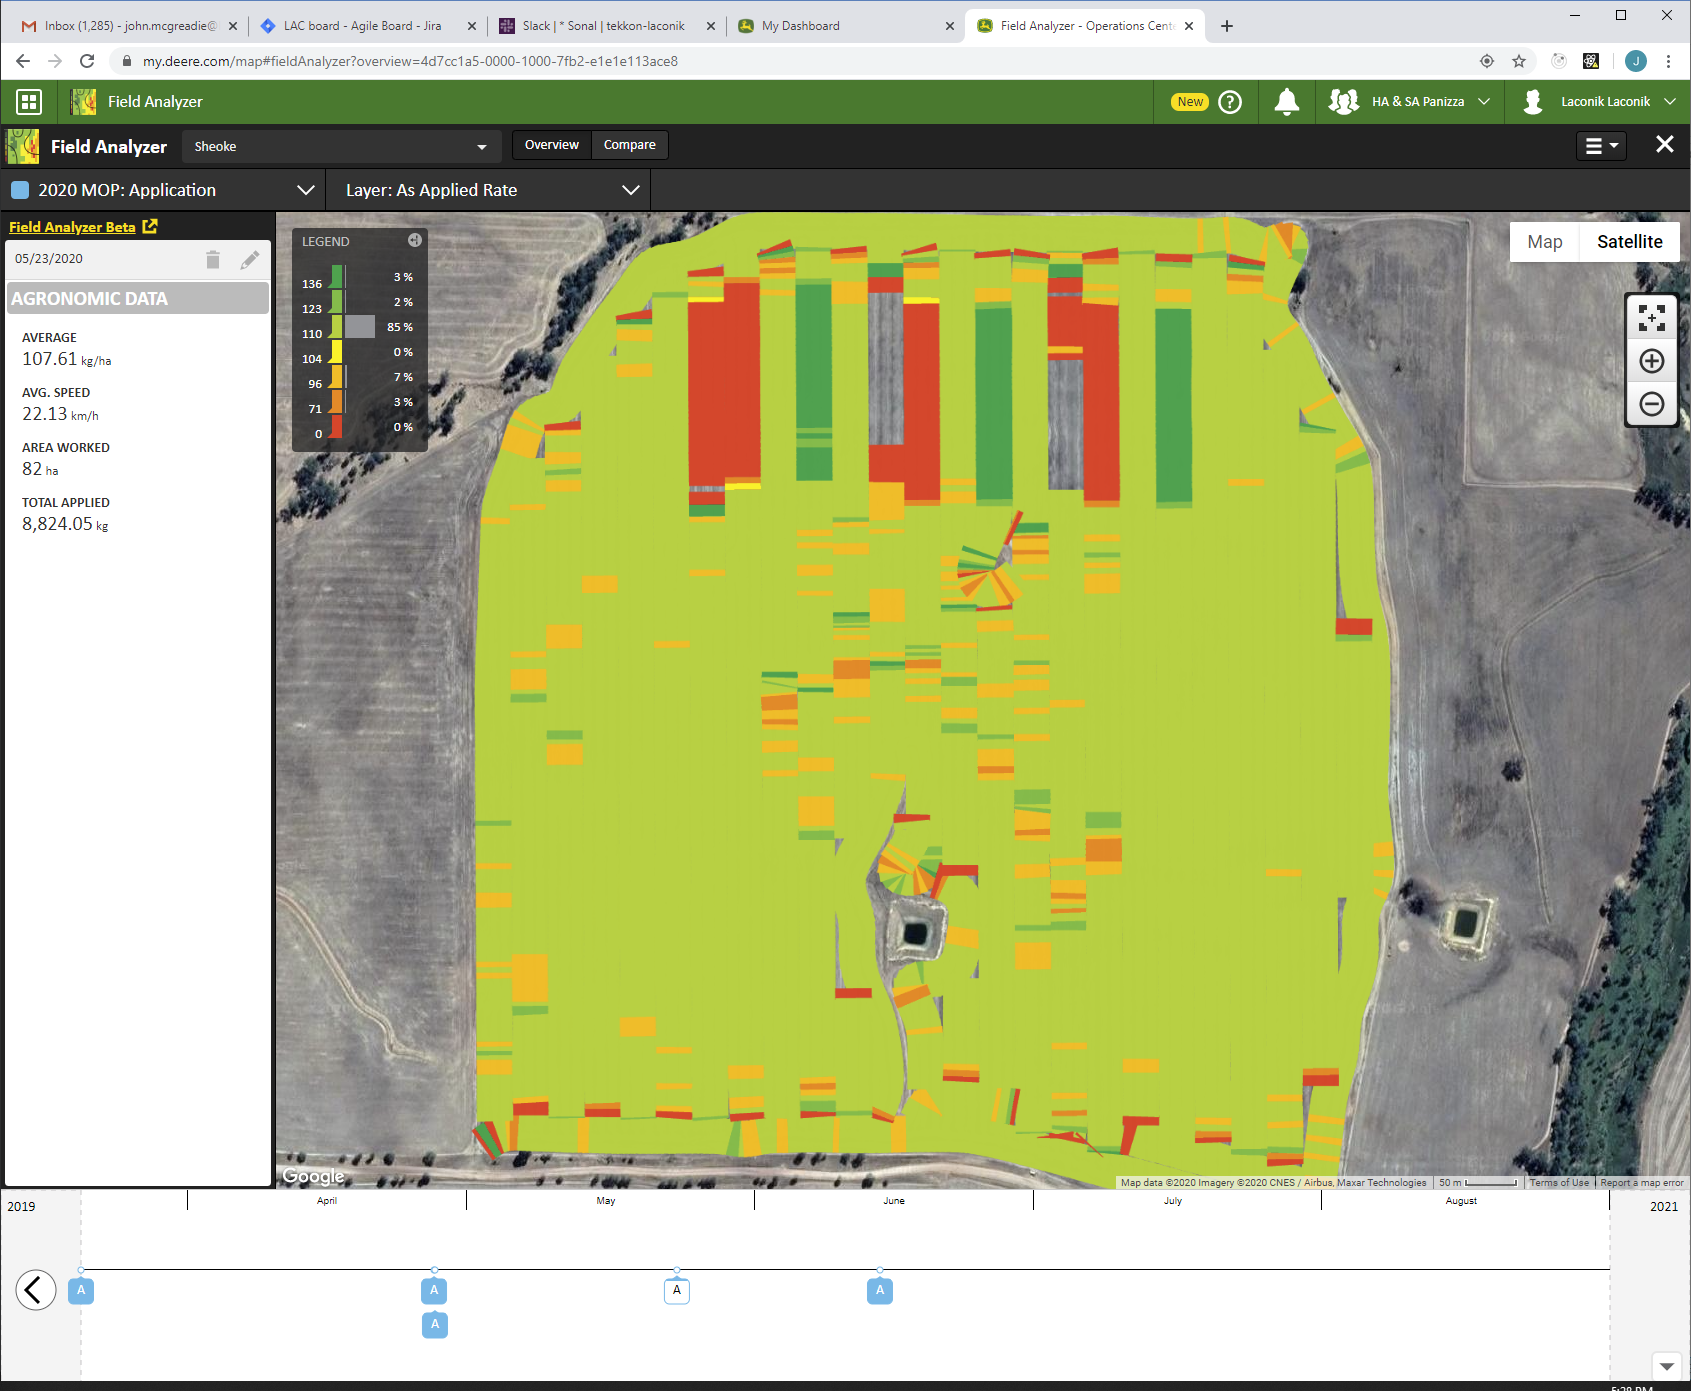 Inbox (1,285) - john.mcgreadie@
LAC board - Agile Board - Jira
Slack | * Sonal | tekkon-laconik
My Dashboard
Field Analyzer - Operations Cente
my.deere.com/map#fieldAnalyzer?overview=4d7cc1a5-0000-1000-7fb2-e1e1e113ace8
J
Field Analyzer
New
?
HA & SA Panizza
Laconik Laconik
Field Analyzer
Sheoke
Overview
Compare
2020 MOP: Application
Layer: As Applied Rate
Field Analyzer Beta
05/23/2020
AGRONOMIC DATA
AVERAGE
107.61 kg/ha
AVG. SPEED
22.13 km/h
AREA WORKED
82 ha
TOTAL APPLIED
8,824.05 kg
LEGEND
136 3 %
123 2 %
110 85 %
104 0 %
96 7 %
71 3 %
0 0 %
Map
Satellite
Google
Map data ©2020 Imagery ©2020 CNES / Airbus, Maxar Technologies
50 m
Terms of Use
Report a map error
2019
April
May
June
July
August
2021
A
A
A
A
A